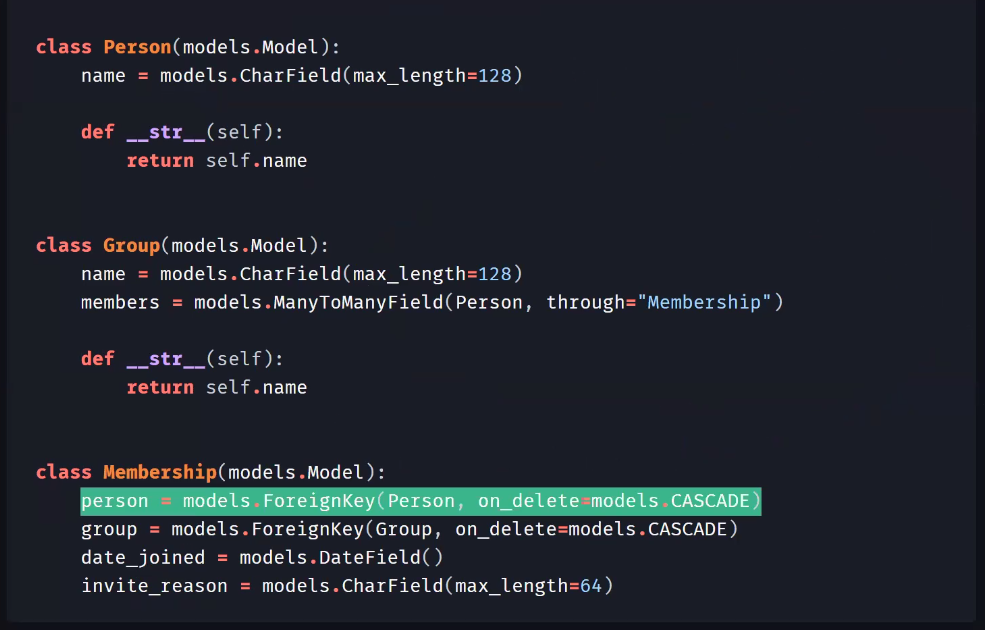 class Person(models.Model):
    name = models.CharField(max_length=128)
    def __str__(self):
        return self.name
class Group(models.Model):
    name = models.CharField(max_length=128)
    members = models.ManyToManyField(Person, through="Membership")
    def __str__(self):
        return self.name
class Membership(models.Model):
    person = models.ForeignKey(Person, on_delete=models.CASCADE)
    group = models.ForeignKey(Group, on_delete=models.CASCADE)
    date_joined = models.DateField()
    invite_reason = models.CharField(max_length=64)